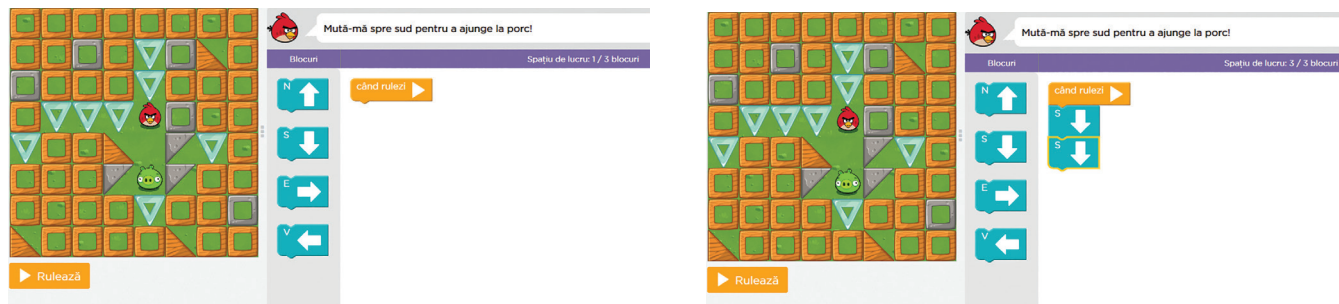 Mută-mă spre sud pentru a ajunge la porc!
Blocuri
Spațiu de lucru: 1 / 3 blocuri
N
când rulezi
S
E
V
Rulează
Mută-mă spre sud pentru a ajunge la porc!
Blocuri
Spațiu de lucru: 3 / 3 blocuri
N
când rulezi
S
S
S
E
V
Rulează